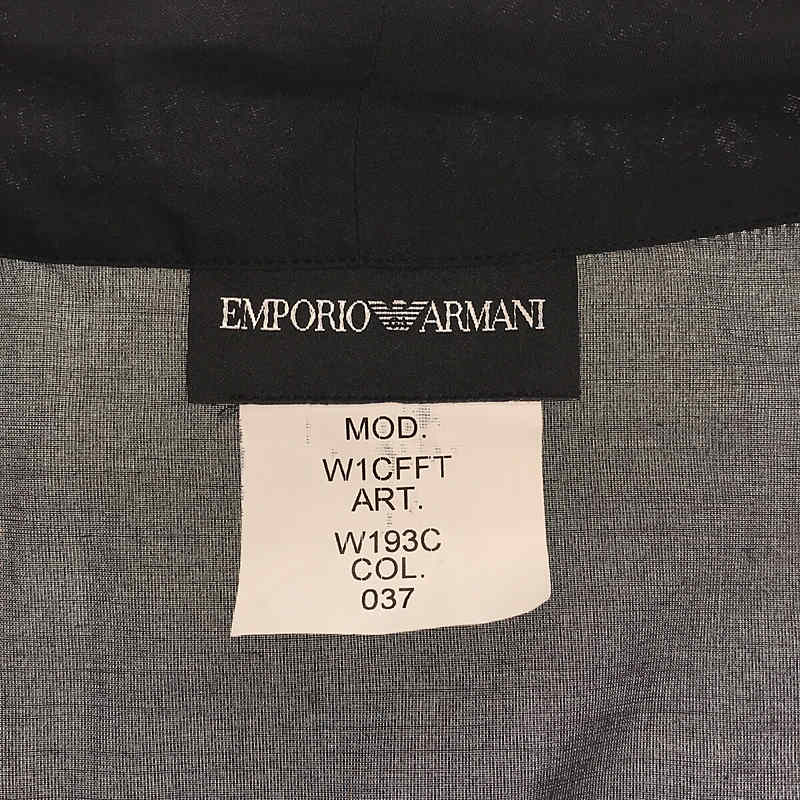 EMPORIO ARMANI
MOD.
W1CFFT
ART.
W193C
COL.
037